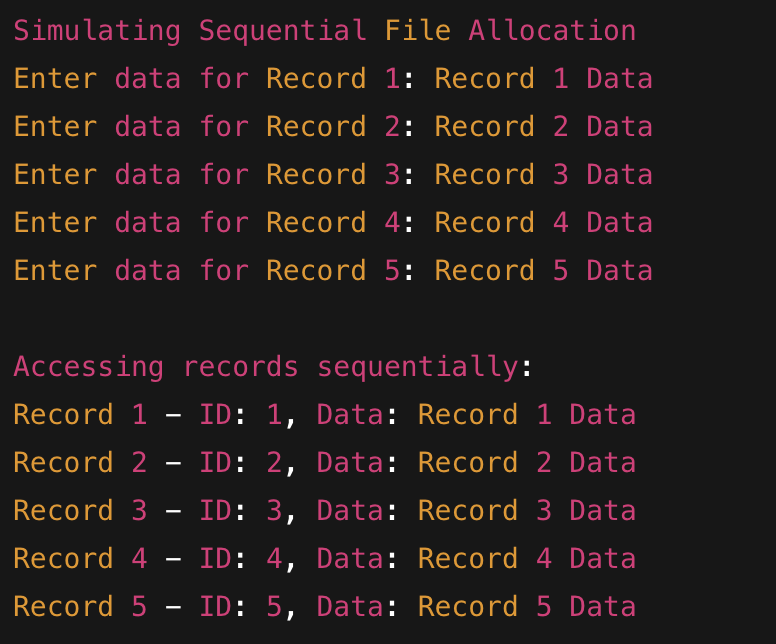 Simulating Sequential File Allocation
Enter data for Record 1: Record 1 Data
Enter data for Record 2: Record 2 Data
Enter data for Record 3: Record 3 Data
Enter data for Record 4: Record 4 Data
Enter data for Record 5: Record 5 Data

Accessing records sequentially:
Record 1 – ID: 1, Data: Record 1 Data
Record 2 – ID: 2, Data: Record 2 Data
Record 3 – ID: 3, Data: Record 3 Data
Record 4 – ID: 4, Data: Record 4 Data
Record 5 – ID: 5, Data: Record 5 Data